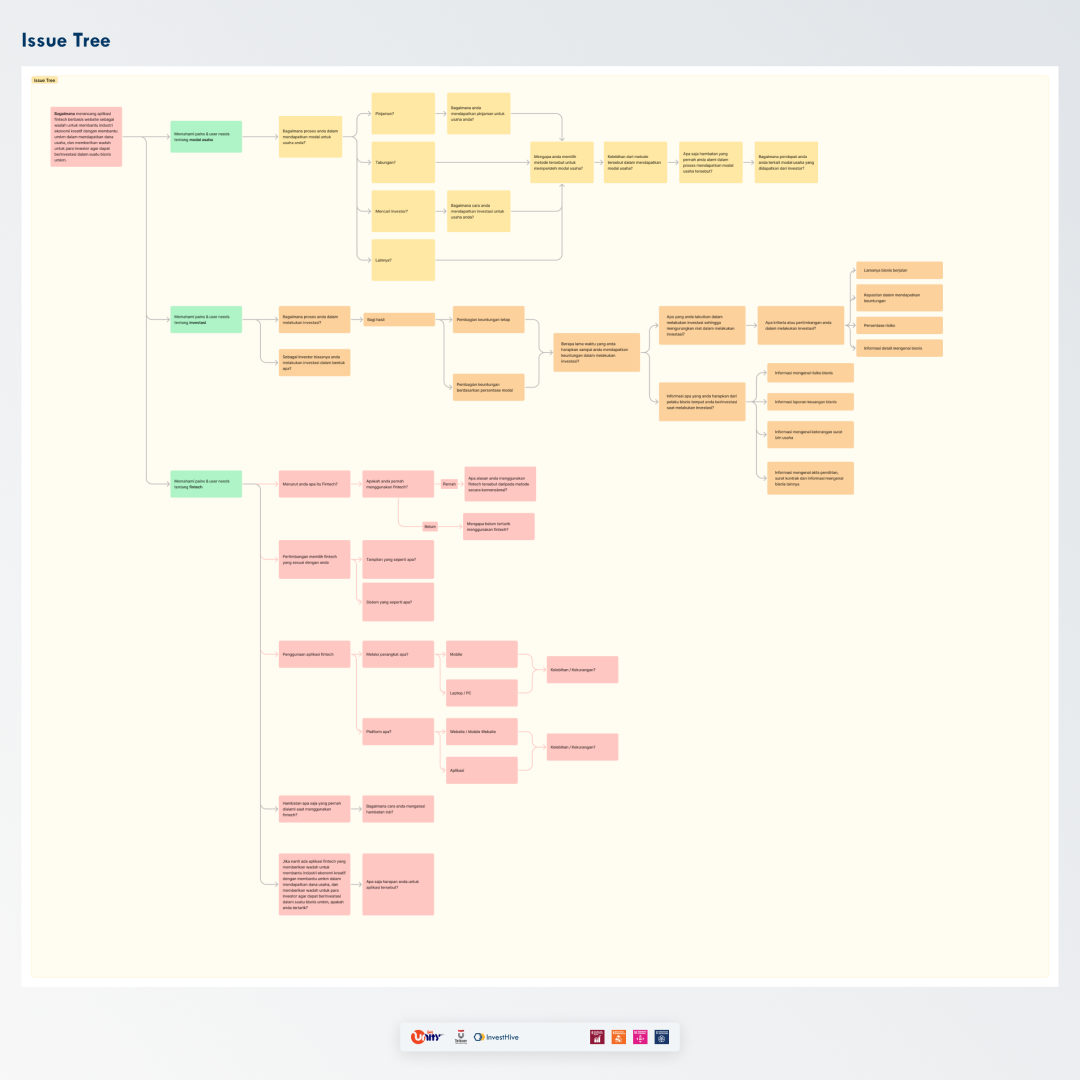 Issue Tree
Issue Tree
Bagaimana merancang aplikasi
fintech berbasis website sebagai
wadah untuk membantu industri
ekonomi kreatif dengan membantu
umkm dalam mendapatkan dana
usaha, dan memberikan wadah
untuk para investor agar dapat
berinvestasi dalam suatu bisnis
umkm.
Memahami pains & user needs
tentang modal usaha
Bagaimana proses anda dalam
mendapatkan modal untuk
usaha anda?
Pinjaman?
Bagaimana anda
mendapatkan pinjaman untuk
usaha anda?
Tabungan?
Mencari Investor?
Bagaimana cara anda
mendapatkan investasi untuk
usaha anda?
Lainnya?
Mengapa anda memilih
metode tersebut untuk
memperoleh modal usaha?
Kelebihan dari metode
tersebut dalam mendapatkan
modal usaha?
Apa saja hambatan yang
pernah anda alami dalam
proses mendapatkan modal
usaha tersebut?
Bagaimana pendapat anda
anda terkait modal usaha yang
didapatkan dari investor?
Memahami pains & user needs
tentang investasi
Bagaimana proses anda dalam
melakukan investasi?
Sebagai investor biasanya anda
melakukan investasi dalam bentuk
apa?
Bagi hasil
Pembagian keuntungan tetap
Pembagian keuntungan
berdasarkan persentase modal
Berapa lama waktu yang anda
harapkan sampai anda mendapatkan
keuntungan dalam melakukan
investasi?
Apa yang anda takutkan dalam
melakukan investasi sehingga
mengurungkan niat dalam melakukan
investasi?
Apa kriteria atau pertimbangan anda
dalam melakukan investasi?
Lamanya bisnis berjalan
Kepastian dalam mendapatkan
keuntungan
Persentase risiko
Informasi detail mengenai bisnis
Informasi apa yang anda harapkan dari
pelaku bisnis tempat anda berinvestasi
saat melakukan investasi?
Informasi mengenai
Informasi laporan keuangan bisnis
Informasi mengenai keterangan surat
izin usaha
Informasi mengenai akta pendirian,
surat kontrak dan informasi mengenai
bisnis lainnya
Memahami pains & user needs
tentang fintech
Menurut anda apa itu Fintech?
Apakah anda pernah
menggunakan Fintech?
Pernah
Apa alasan anda menggunakan
fintech tersebut daripada metode
secara konvensional?
Belum
Mengapa belum tertarik
menggunakan fintech?
Pertimbangan memilih fintech
yang sesuai dengan anda
Tampilan yang seperti apa?
Sistem yang seperti apa?
Penggunaan aplikasi fintech
Melalui perangkat apa?
Mobile
Laptop / PC
Kelebihan / Kekurangan?
Platform apa?
Website / Mobile Website
Aplikasi
Kelebihan / Kekurangan?
Hambatan apa saja yang pernah
dialami saat menggunakan
fintech?
Bagaimana cara anda mengatasi
hambatan itu?
Jika nanti ada aplikasi fintech yang
memberikan wadah untuk
membantu industri ekonomi kreatif
dengan membantu umkm dalam
mendapatkan dana usaha, dan
memberikan wadah untuk para
investor agar dapat berinvestasi
dalam suatu bisnis umkm, apakah
anda tertarik?
Apa saja harapan anda untuk
aplikasi tersebut?
Unity
Telkom
InvestHive